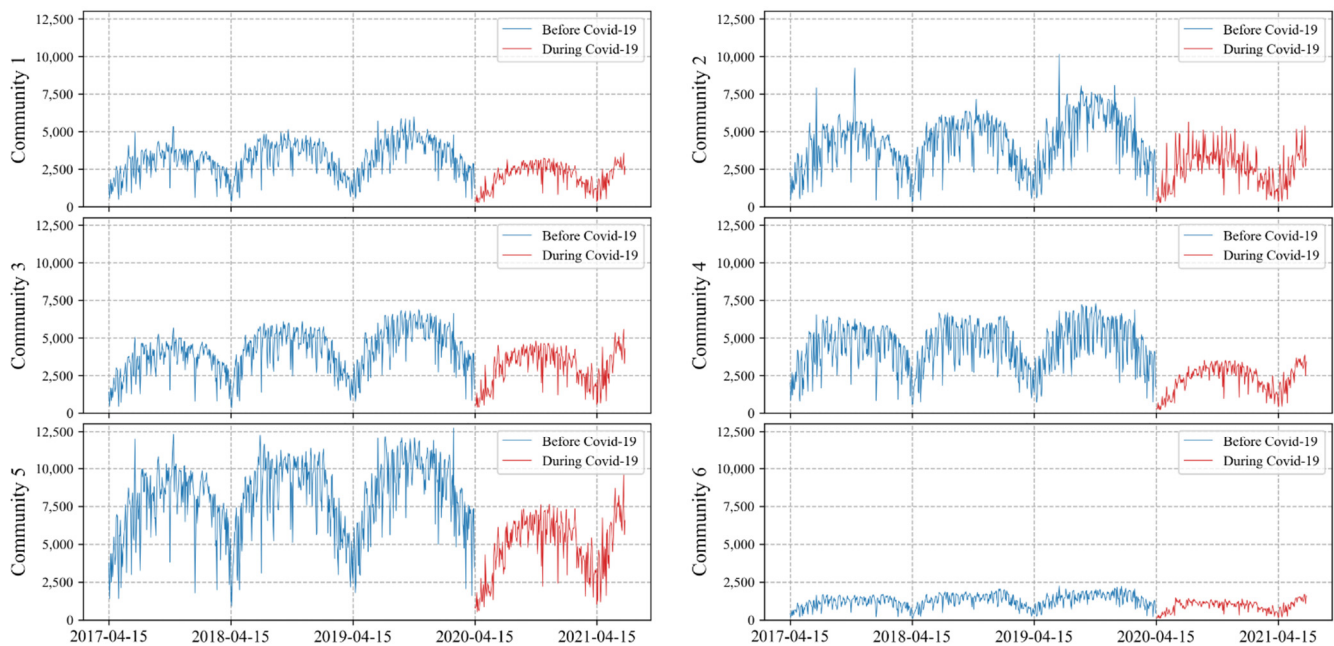 Community 1
12,500
10,000
7,500
5,000
2,500
0
Before Covid-19
During Covid-19
Community 2
12,500
10,000
7,500
5,000
2,500
0
Before Covid-19
During Covid-19
Community 3
12,500
10,000
7,500
5,000
2,500
0
Before Covid-19
During Covid-19
Community 4
12,500
10,000
7,500
5,000
2,500
0
Before Covid-19
During Covid-19
Community 5
12,500
10,000
7,500
5,000
2,500
0
Before Covid-19
During Covid-19
2017-04-15 2018-04-15 2019-04-15 2020-04-15 2021-04-15
Community 6
12,500
10,000
7,500
5,000
2,500
0
Before Covid-19
During Covid-19
2017-04-15 2018-04-15 2019-04-15 2020-04-15 2021-04-15